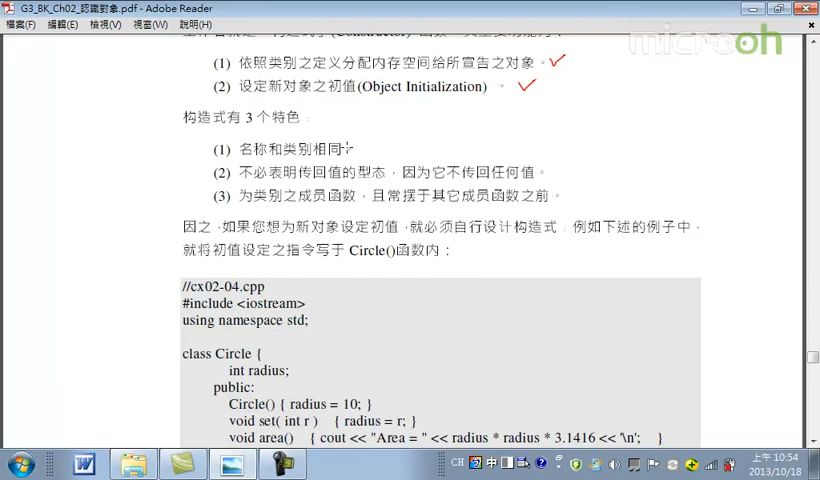 G3_BK_Ch02_認識對象.pdf - Adobe Reader
檔案(F) 編輯(E) 檢視(V) 視窗(W) 說明(H)
microoh
(1) 依照类别之定义分配内存空间给所宣告之对象。
(2) 设定新对象之初值(Object Initialization) 。
构造式有 3 个特色：
(1) 名称和类别相同
(2) 不必表明传回值的型态，因为它不传回任何值。
(3) 为类别之成员函数，且常摆于其它成员函数之前。
因之，如果您想为新对象设定初值，就必须自行设计构造式：例如下述的例子中，
就将初值设定之指令写于 Circle()函数内：
//cx02-04.cpp
#include <iostream>
using namespace std;
class Circle {
int radius;
public:
Circle() { radius = 10; }
void set( int r ) { radius = r; }
void area() { cout << "Area = " << radius * radius * 3.1416 << '\n'; }
CH 中
上午 10:54
2013/10/18